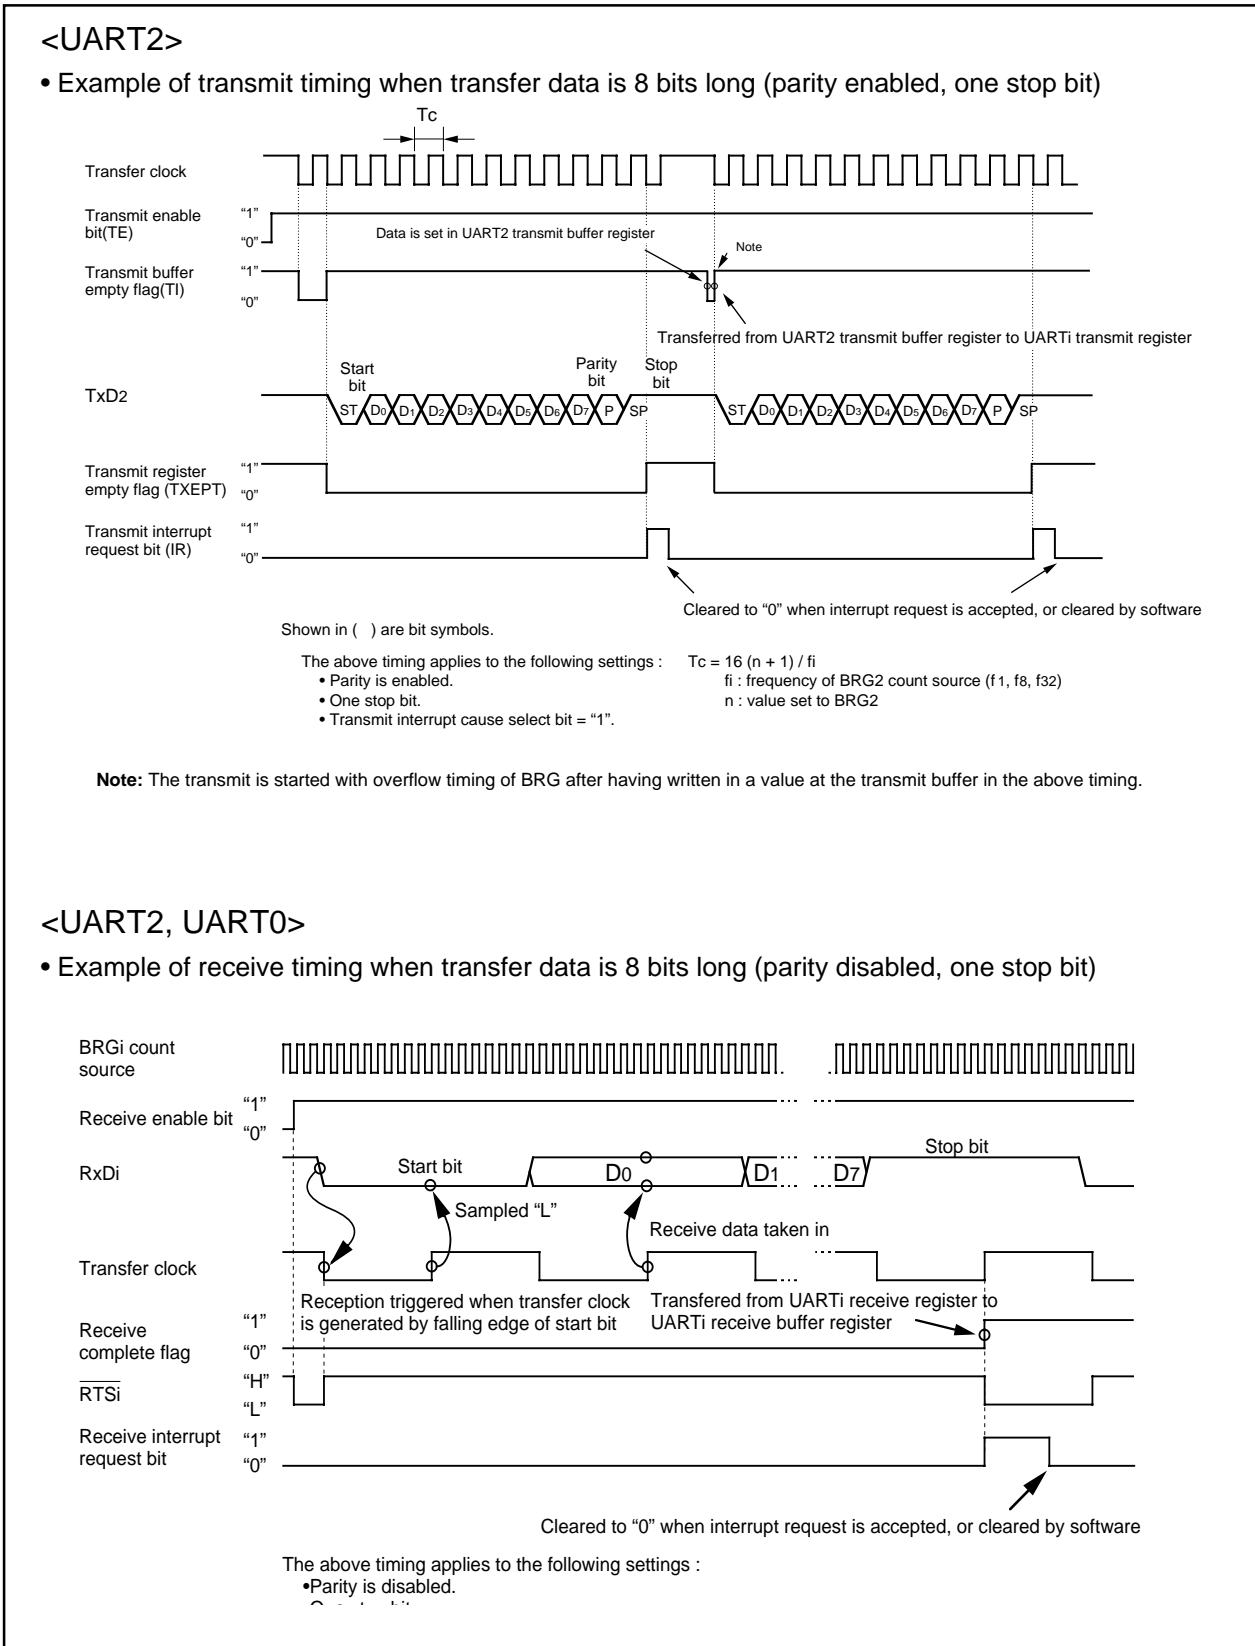 <UART2>
• Example of transmit timing when transfer data is 8 bits long (parity enabled, one stop bit)
Tc
Transfer clock
Transmit enable
bit(TE)
“1”
“0”
Data is set in UART2 transmit buffer register
Note
Transmit buffer
empty flag(TI)
“1”
“0”
Transferred from UART2 transmit buffer register to UARTi transmit register
Start
bit
Parity
bit
Stop
bit
TxD2
ST D0 D1 D2 D3 D4 D5 D6 D7 P SP
ST D0 D1 D2 D3 D4 D5 D6 D7 P SP
Transmit register
empty flag (TXEPT)
“1”
“0”
Transmit interrupt
request bit (IR)
“1”
“0”
Cleared to “0” when interrupt request is accepted, or cleared by software
Shown in ( ) are bit symbols.
The above timing applies to the following settings :
• Parity is enabled.
• One stop bit.
• Transmit interrupt cause select bit = “1”.
Tc = 16 (n + 1) / fi
fi : frequency of BRG2 count source (f1, f8, f32)
n : value set to BRG2
Note: The transmit is started with overflow timing of BRG after having written in a value at the transmit buffer in the above timing.
<UART2, UART0>
• Example of receive timing when transfer data is 8 bits long (parity disabled, one stop bit)
BRGi count
source
Receive enable bit
“1”
“0”
RxDi
Start bit
D0
D1
D7
Stop bit
Sampled “L”
Receive data taken in
Transfer clock
Reception triggered when transfer clock
is generated by falling edge of start bit
Transfered from UARTi receive register to
UARTi receive buffer register
Receive
complete flag
“1”
“0”
RTSi
“H”
“L”
Receive interrupt
request bit
“1”
“0”
Cleared to “0” when interrupt request is accepted, or cleared by software
The above timing applies to the following settings :
•Parity is disabled.